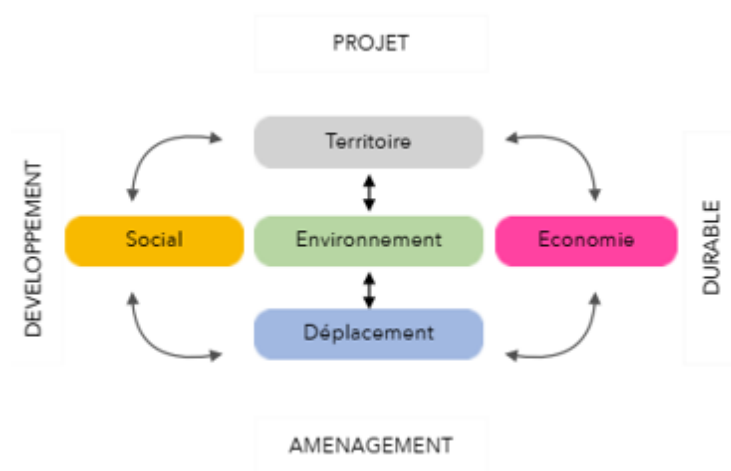 PROJET
Territoire
DEVELOPPEMENT
Social
Environnement
Economie
DURABLE
Déplacement
AMENAGEMENT